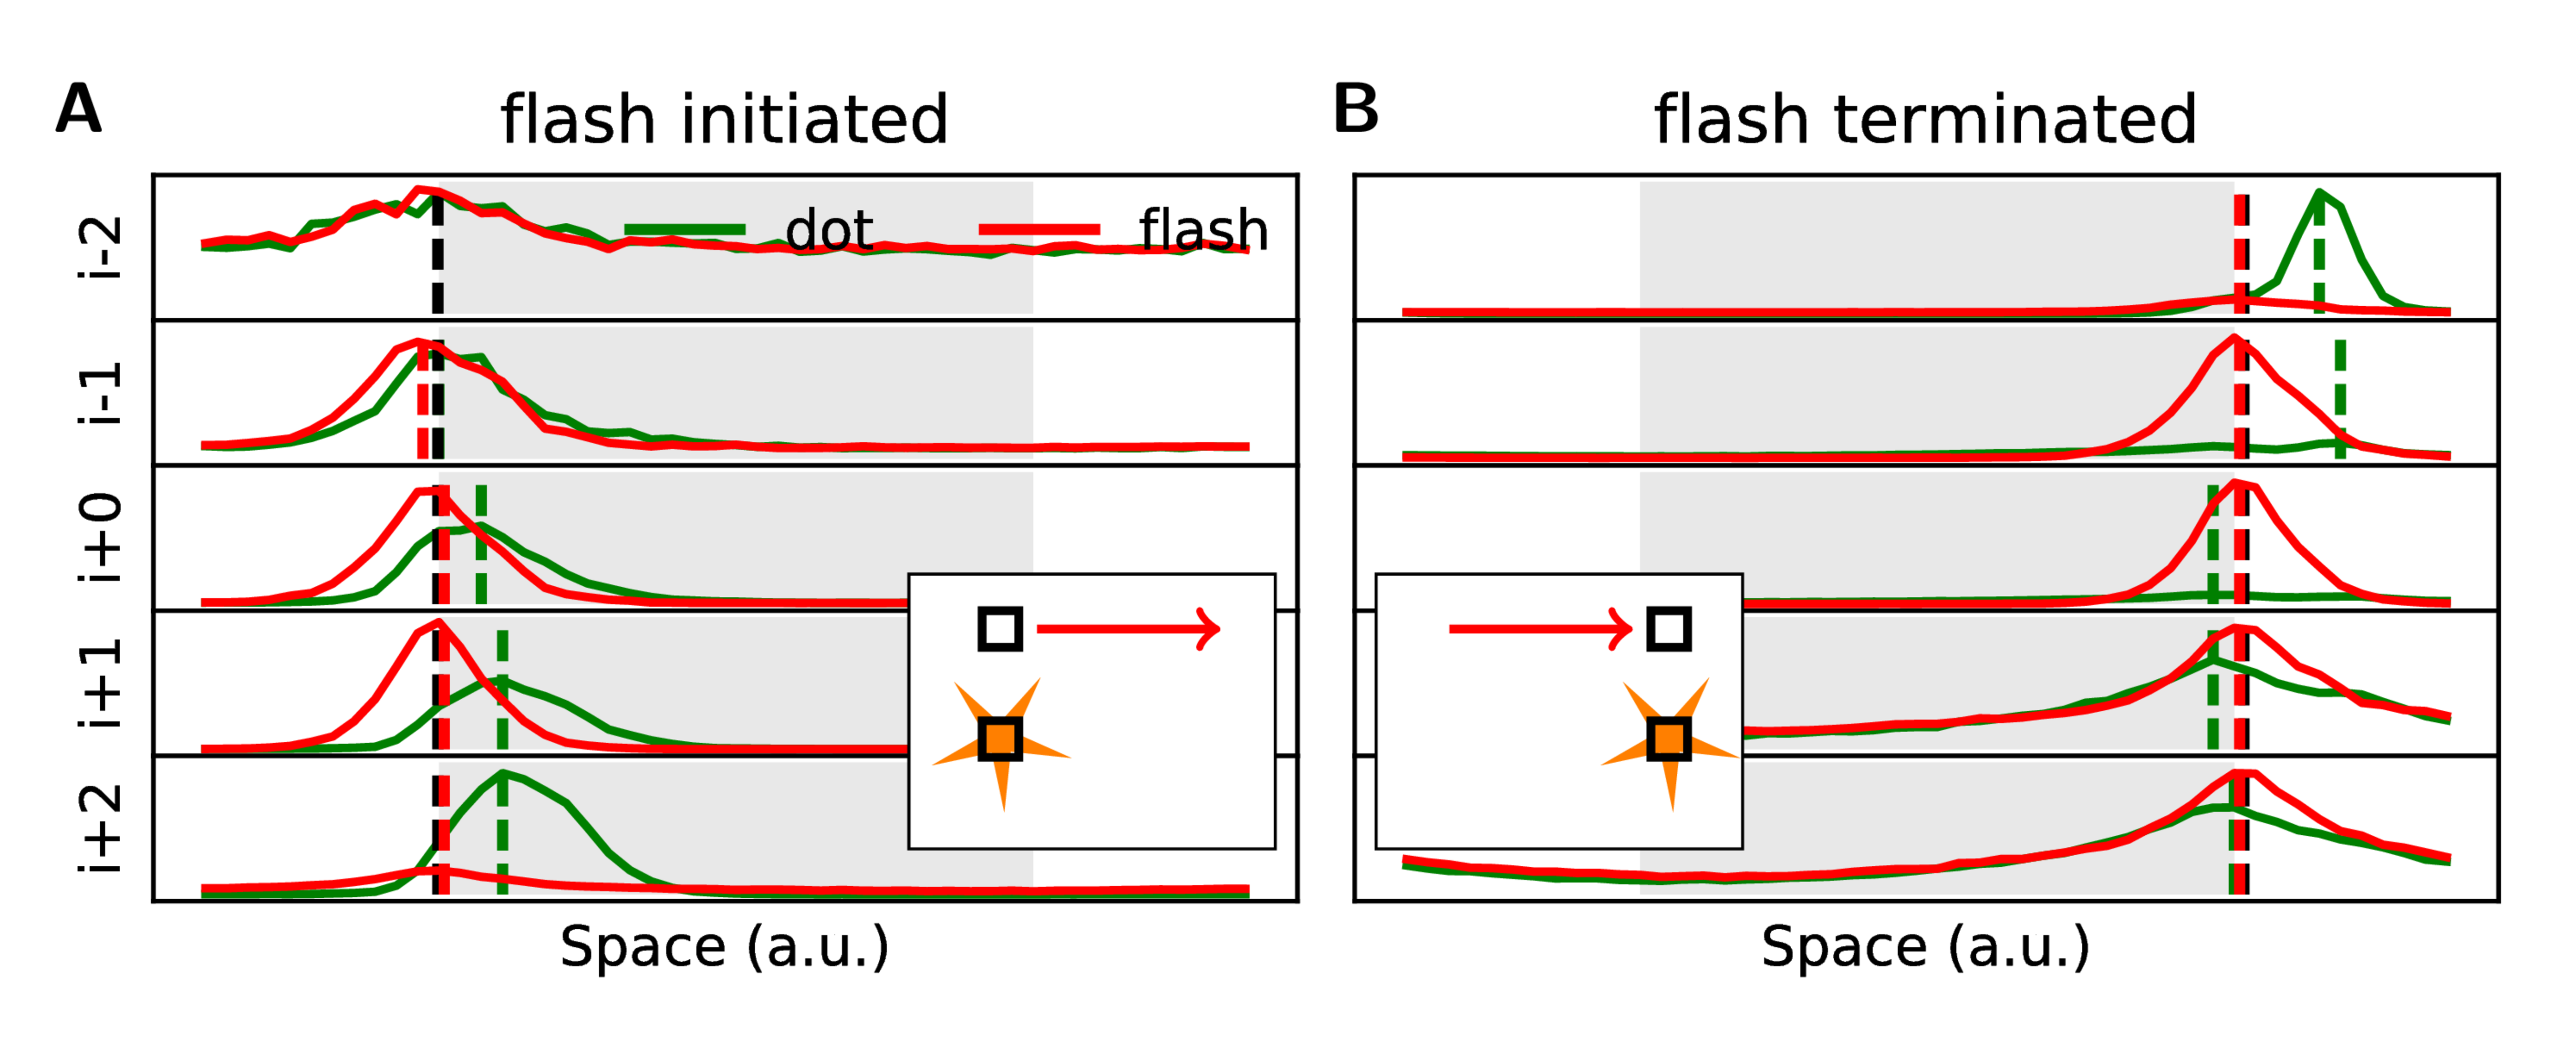 A
flash initiated
B
flash terminated
i-2
dot
flash
i-1
i+0
i+1
i+2
Space (a.u.)
Space (a.u.)